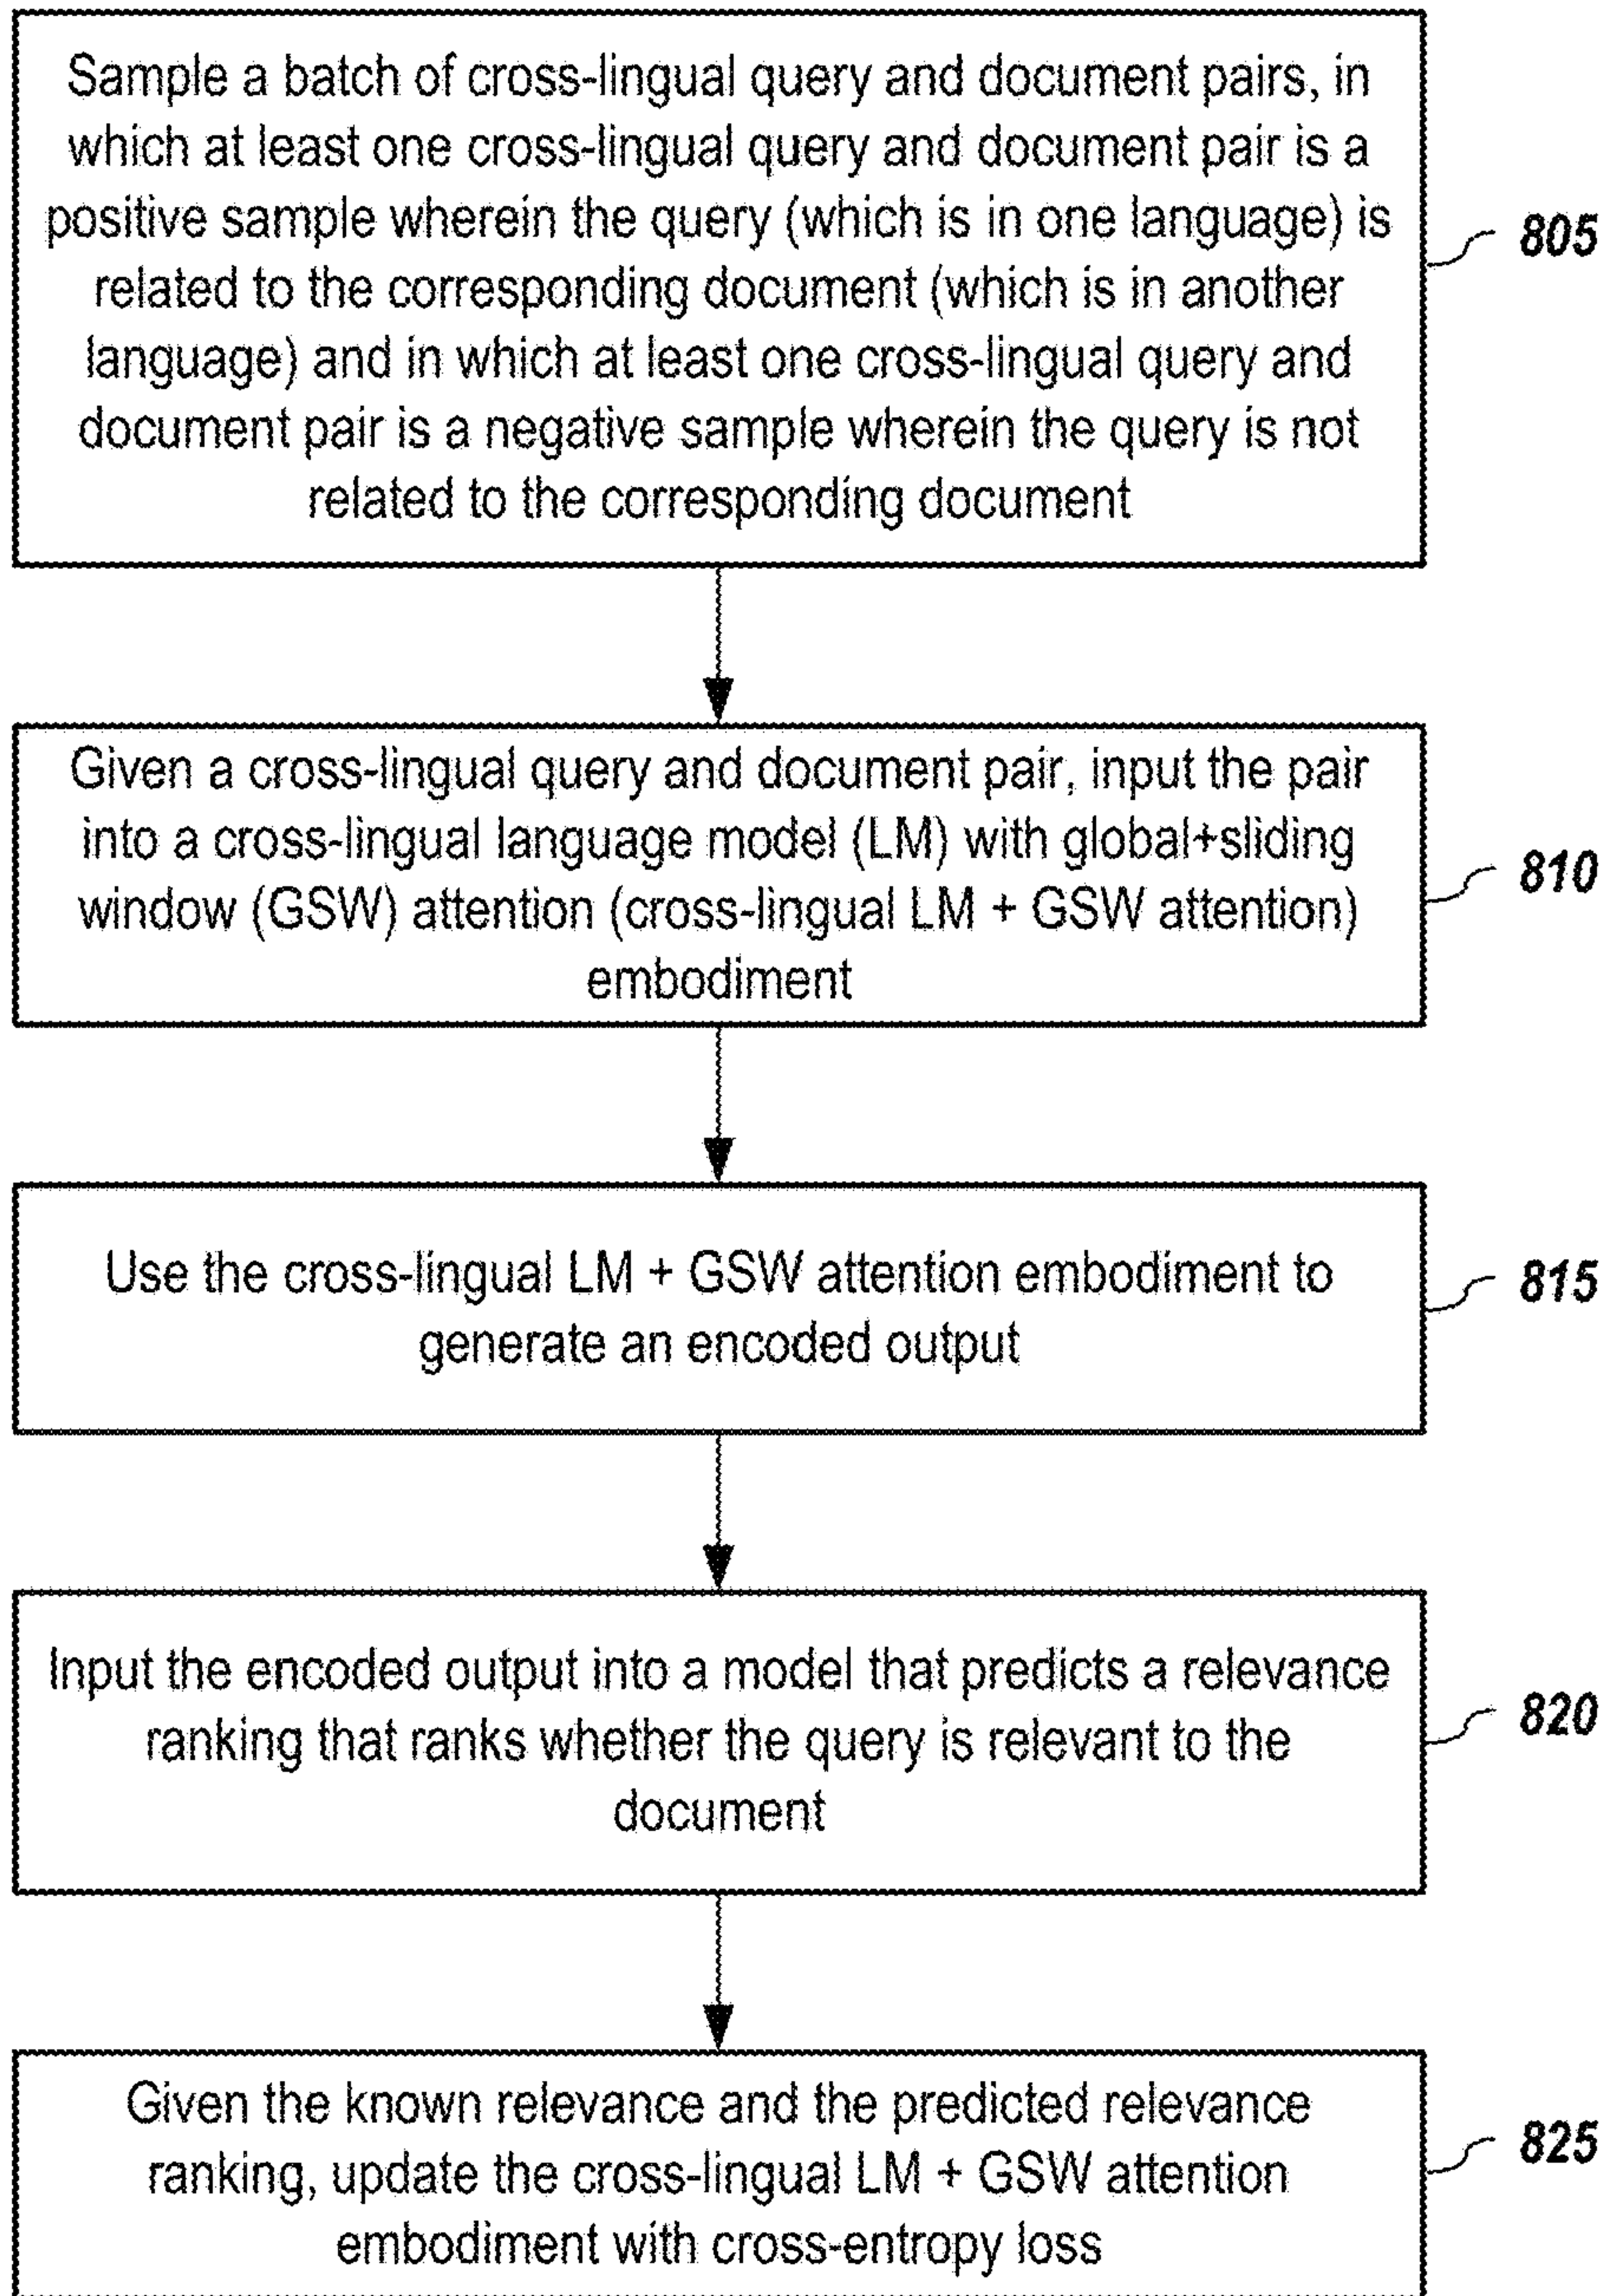 Sample a batch of cross-lingual query and document pairs, in
which at least one cross-lingual query and document pair is a
positive sample wherein the query (which is in one language) is
related to the corresponding document (which is in another
language) and in which at least one cross-lingual query and
document pair is a negative sample wherein the query is not
related to the corresponding document
805
Given a cross-lingual query and document pair, input the pair
into a cross-lingual language model (LM) with global+sliding
window (GSW) attention (cross-lingual LM + GSW attention)
embodiment
810
Use the cross-lingual LM + GSW attention embodiment to
generate an encoded output
815
Input the encoded output into a model that predicts a relevance
ranking that ranks whether the query is relevant to the
document
820
Given the known relevance and the predicted relevance
ranking, update the cross-lingual LM + GSW attention
embodiment with cross-entropy loss
825